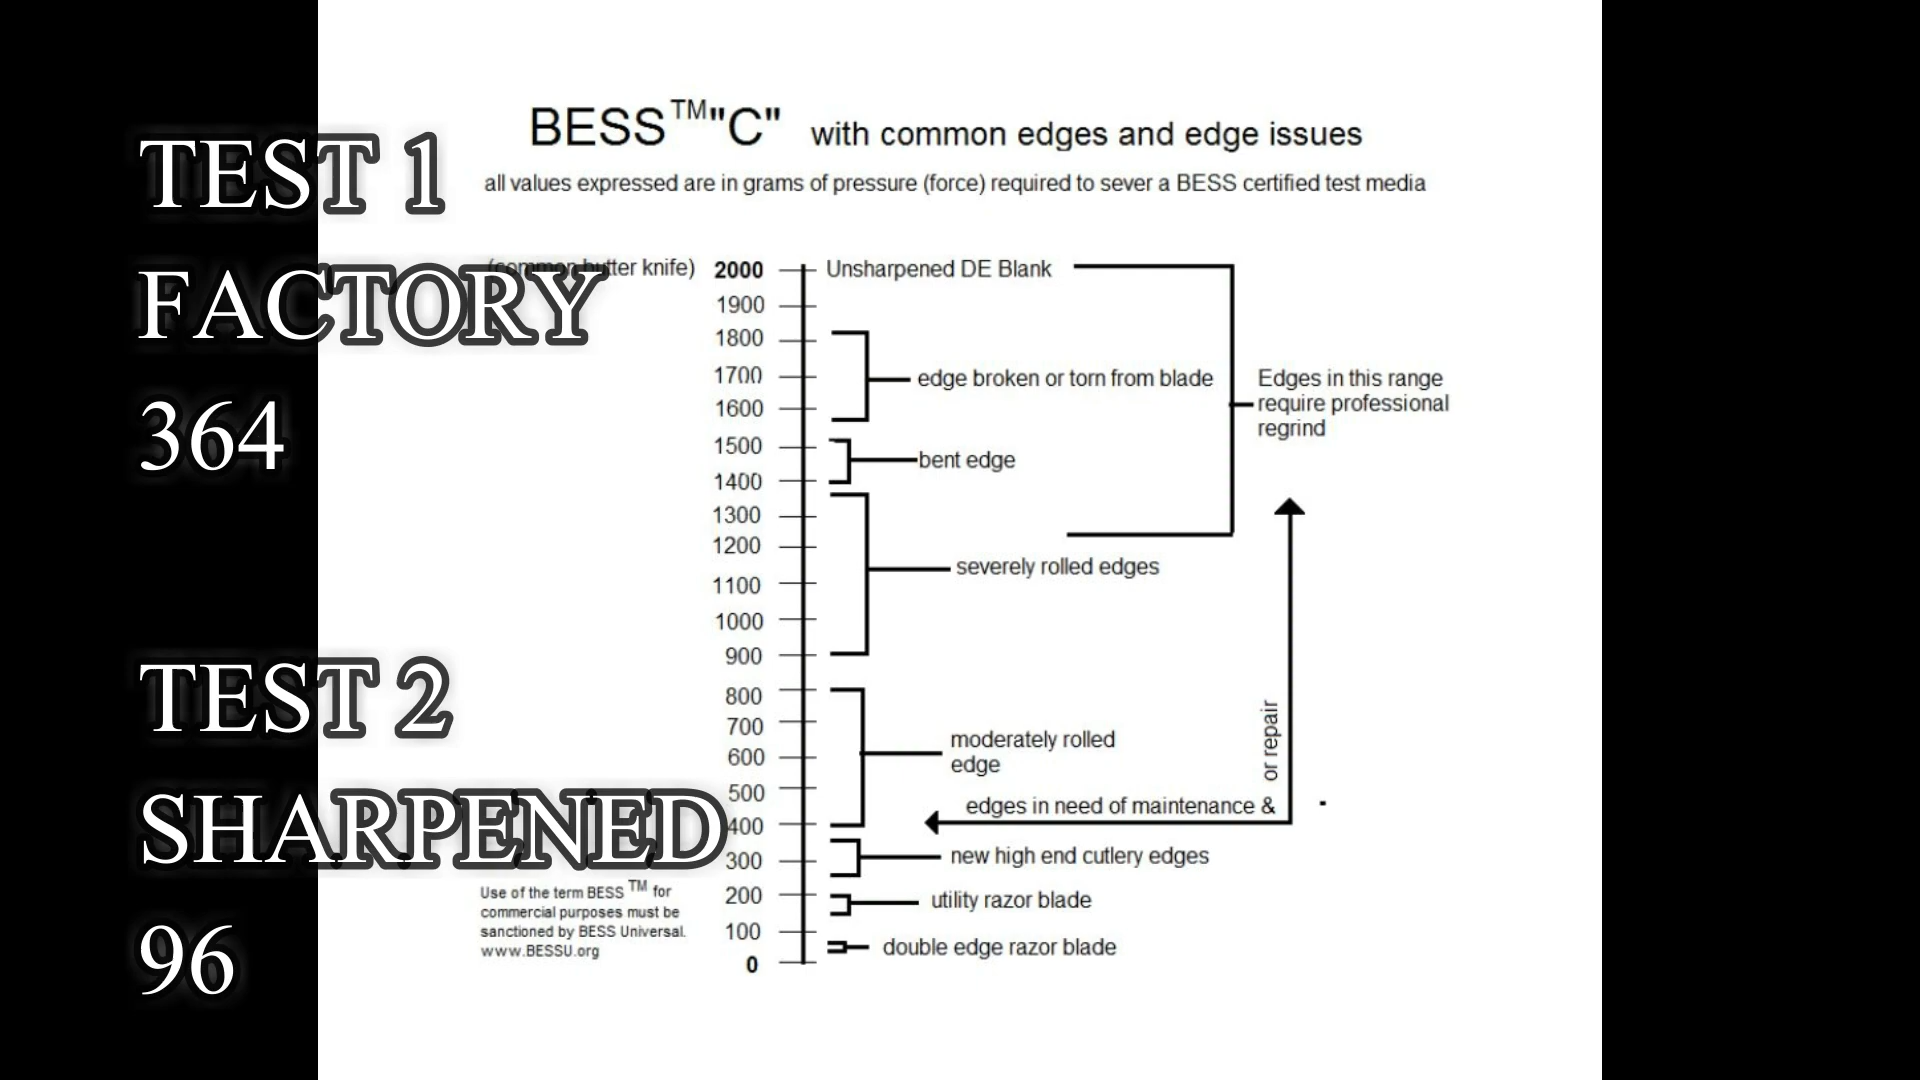 BESS™"C" with common edges and edge issues
all values expressed are in grams of pressure (force) required to sever a BESS certified test media
TEST 1
FACTORY
364
TEST 2
SHARPENED
96
(common butter knife) 2000 Unsharpened DE Blank
1900
1800
1700
1600
1500
1400
1300
1200
1100
1000
900
800
700
600
500
400
300
200
100
0
edge broken or torn from blade
Edges in this range
require professional
regrind
bent edge
severely rolled edges
moderately rolled
edge
or repair
edges in need of maintenance &
new high end cutlery edges
utility razor blade
double edge razor blade
Use of the term BESS ™ for
commercial purposes must be
sanctioned by BESS Universal.
www.BESSU.org